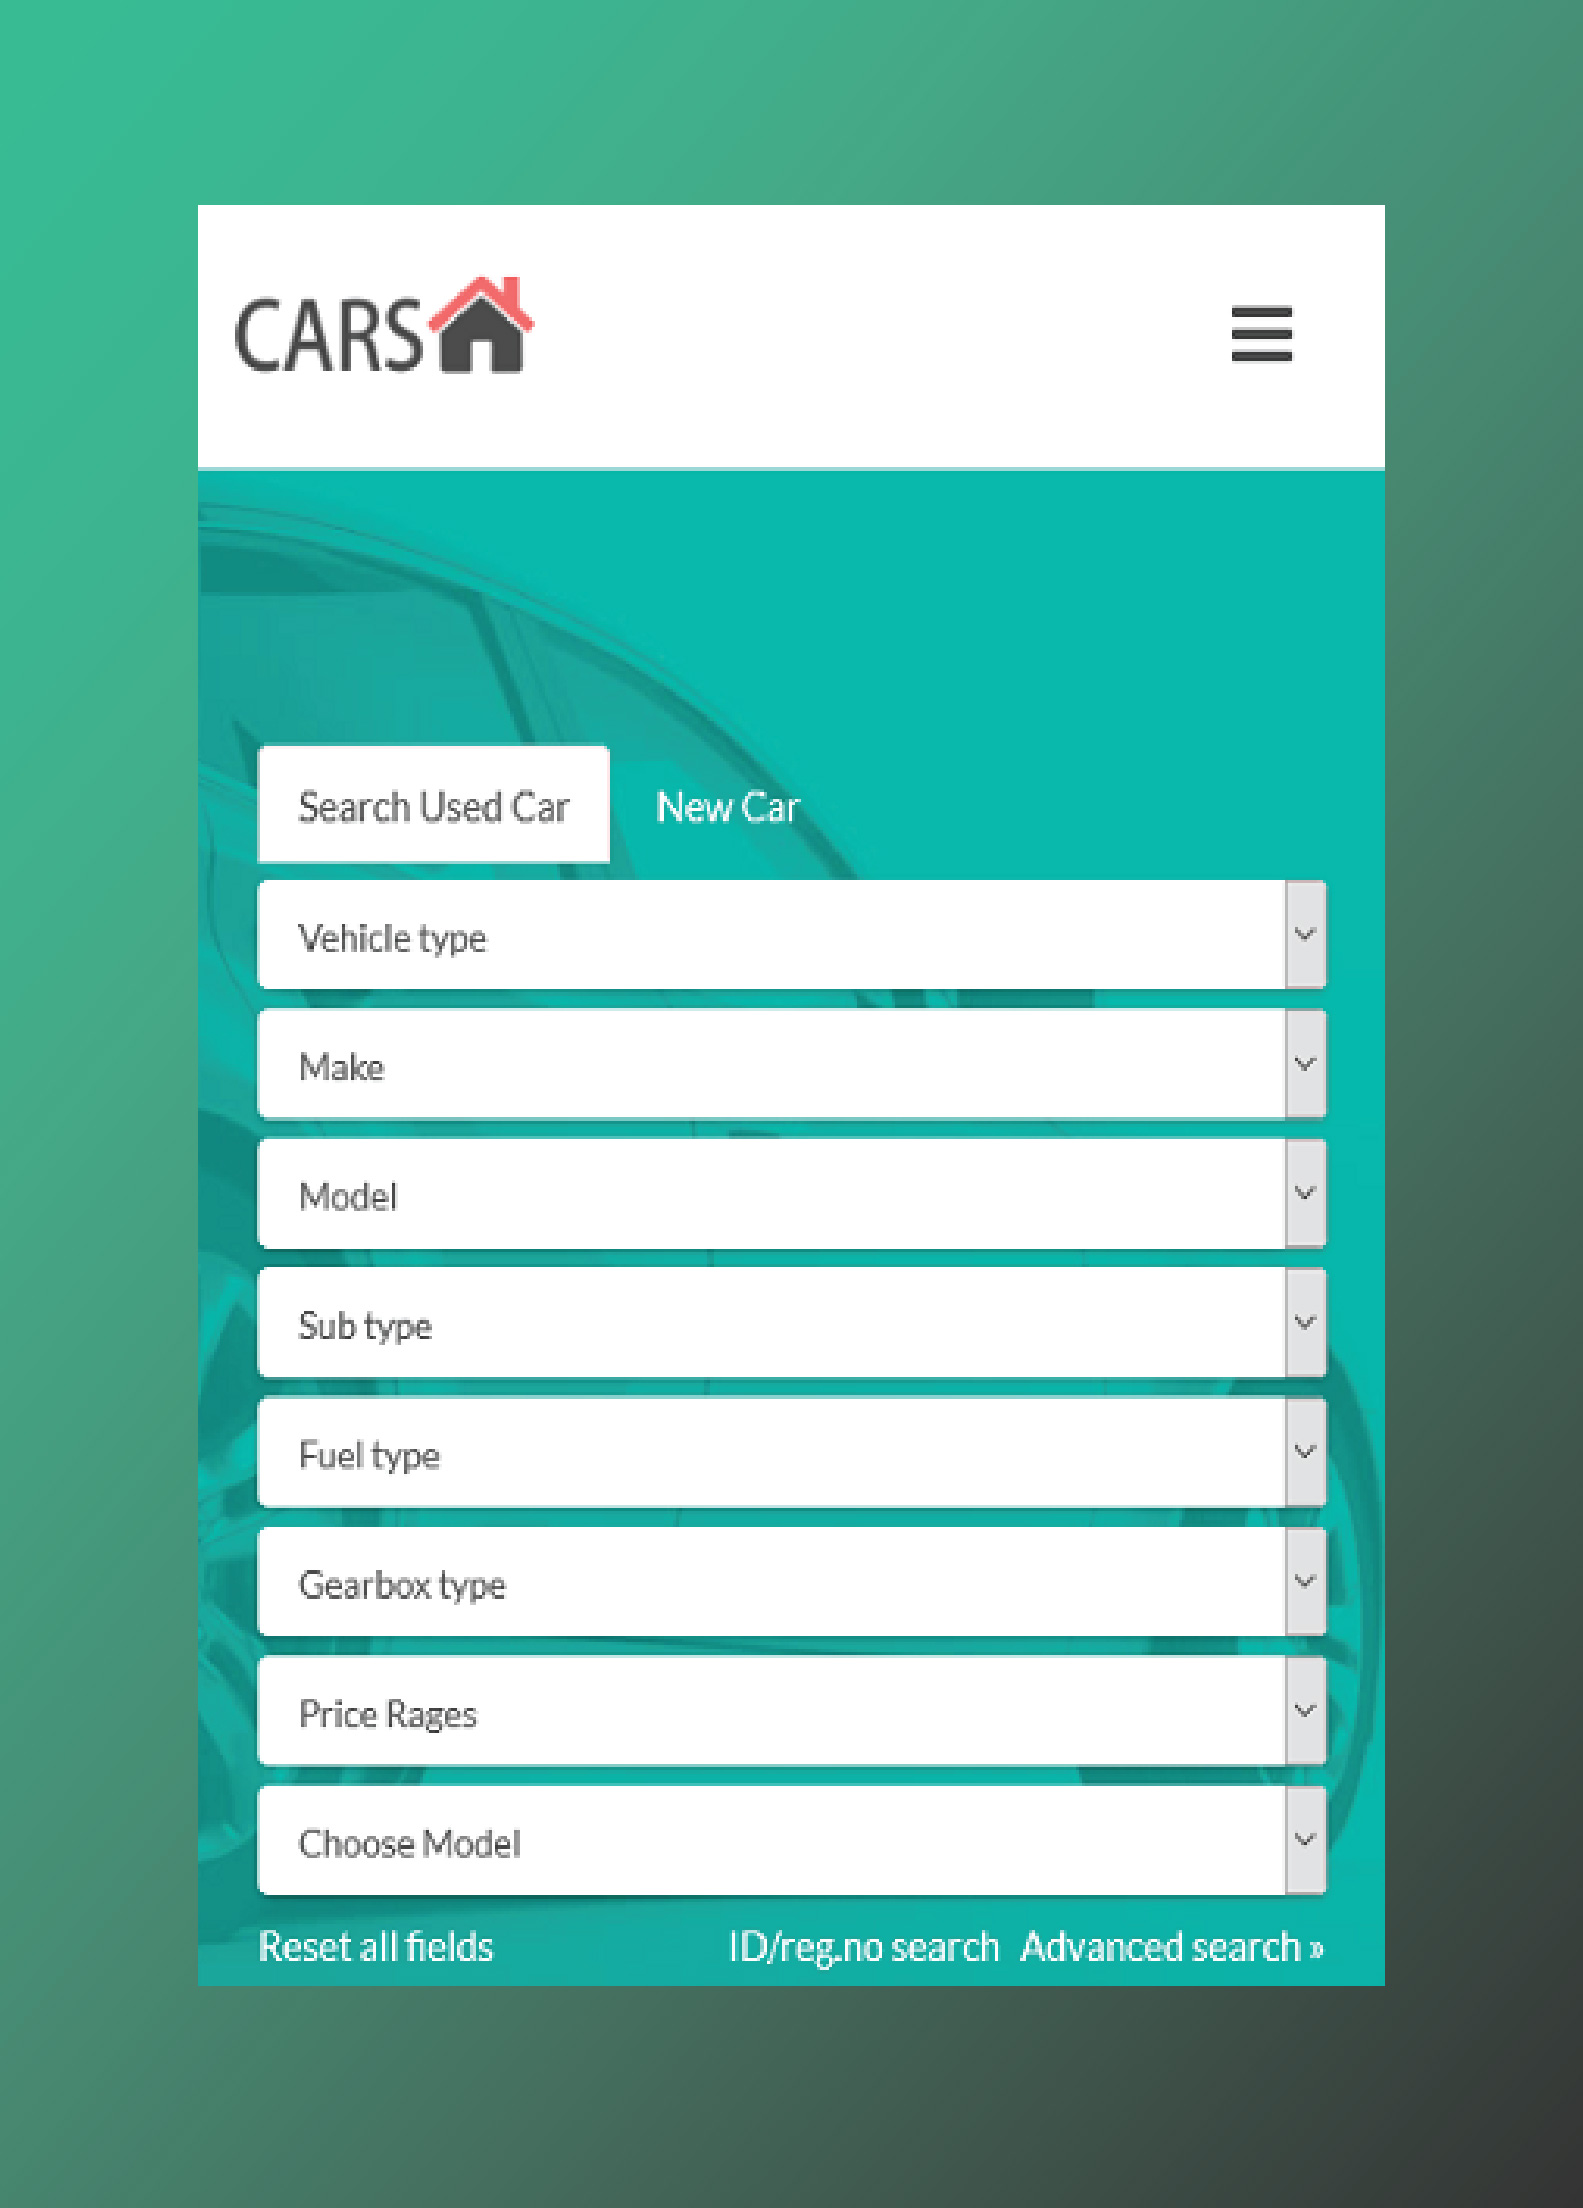 CARS
Search Used Car New Car
Vehicle type
Make
Model
Sub type
Fuel type
Gearbox type
Price Rages
Choose Model
Reset all fields ID/reg.no search Advanced search »